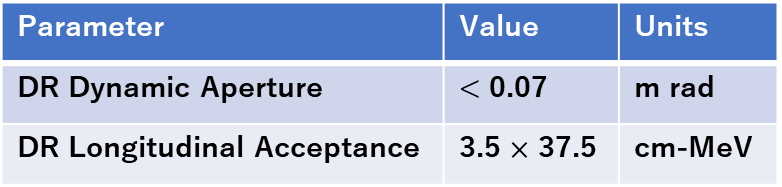 Parameter Value Units
DR Dynamic Aperture < 0.07 m rad
DR Longitudinal Acceptance 3.5 × 37.5 cm-MeV